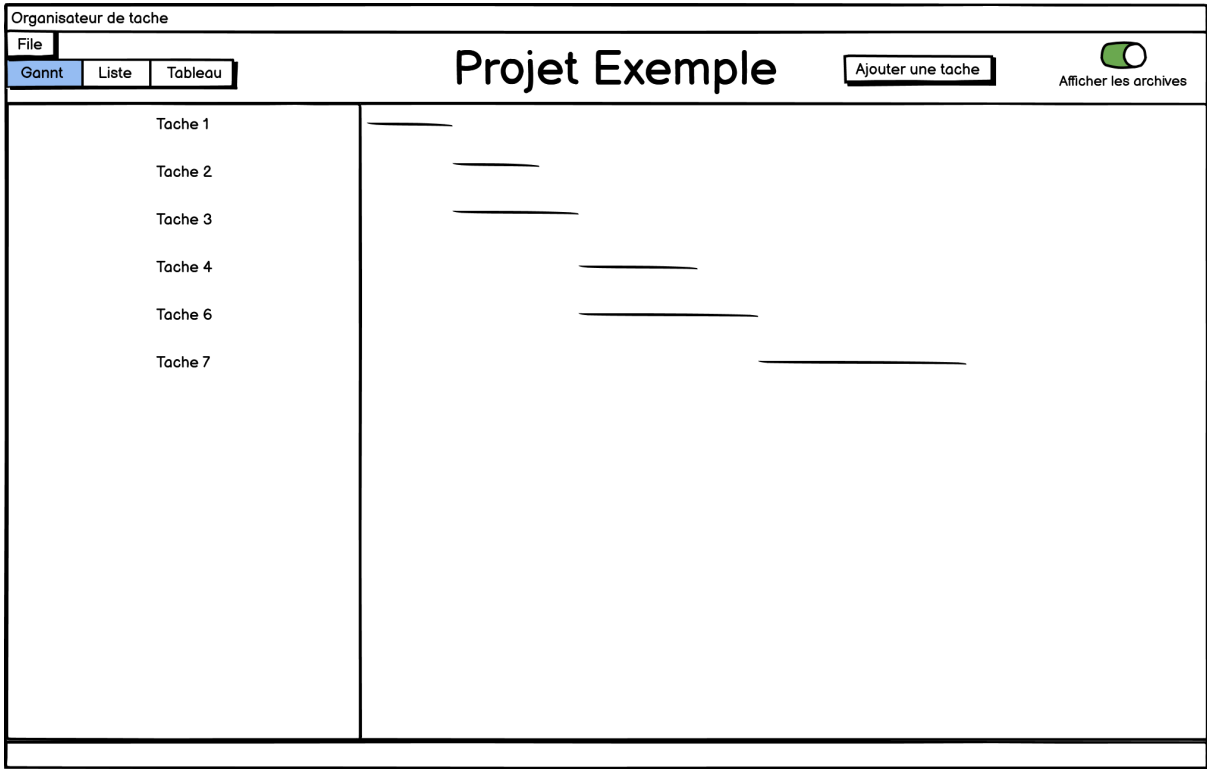 Organisateur de tache
File
Gannt Liste Tableau
Projet Exemple
Ajouter une tache
Afficher les archives
Tache 1
Tache 2
Tache 3
Tache 4
Tache 6
Tache 7